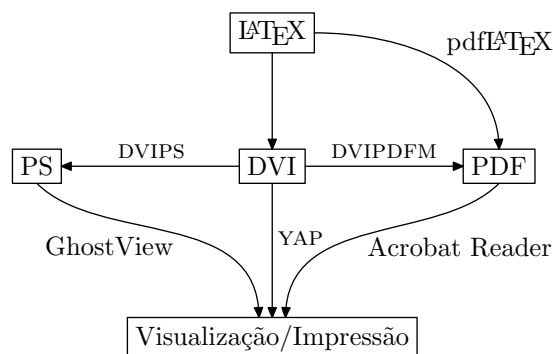 LATEX
pdfLATEX
DVIPS
DVIPDFM
PS
DVI
PDF
YAP
GhostView
Acrobat Reader
Visualização/Impressão